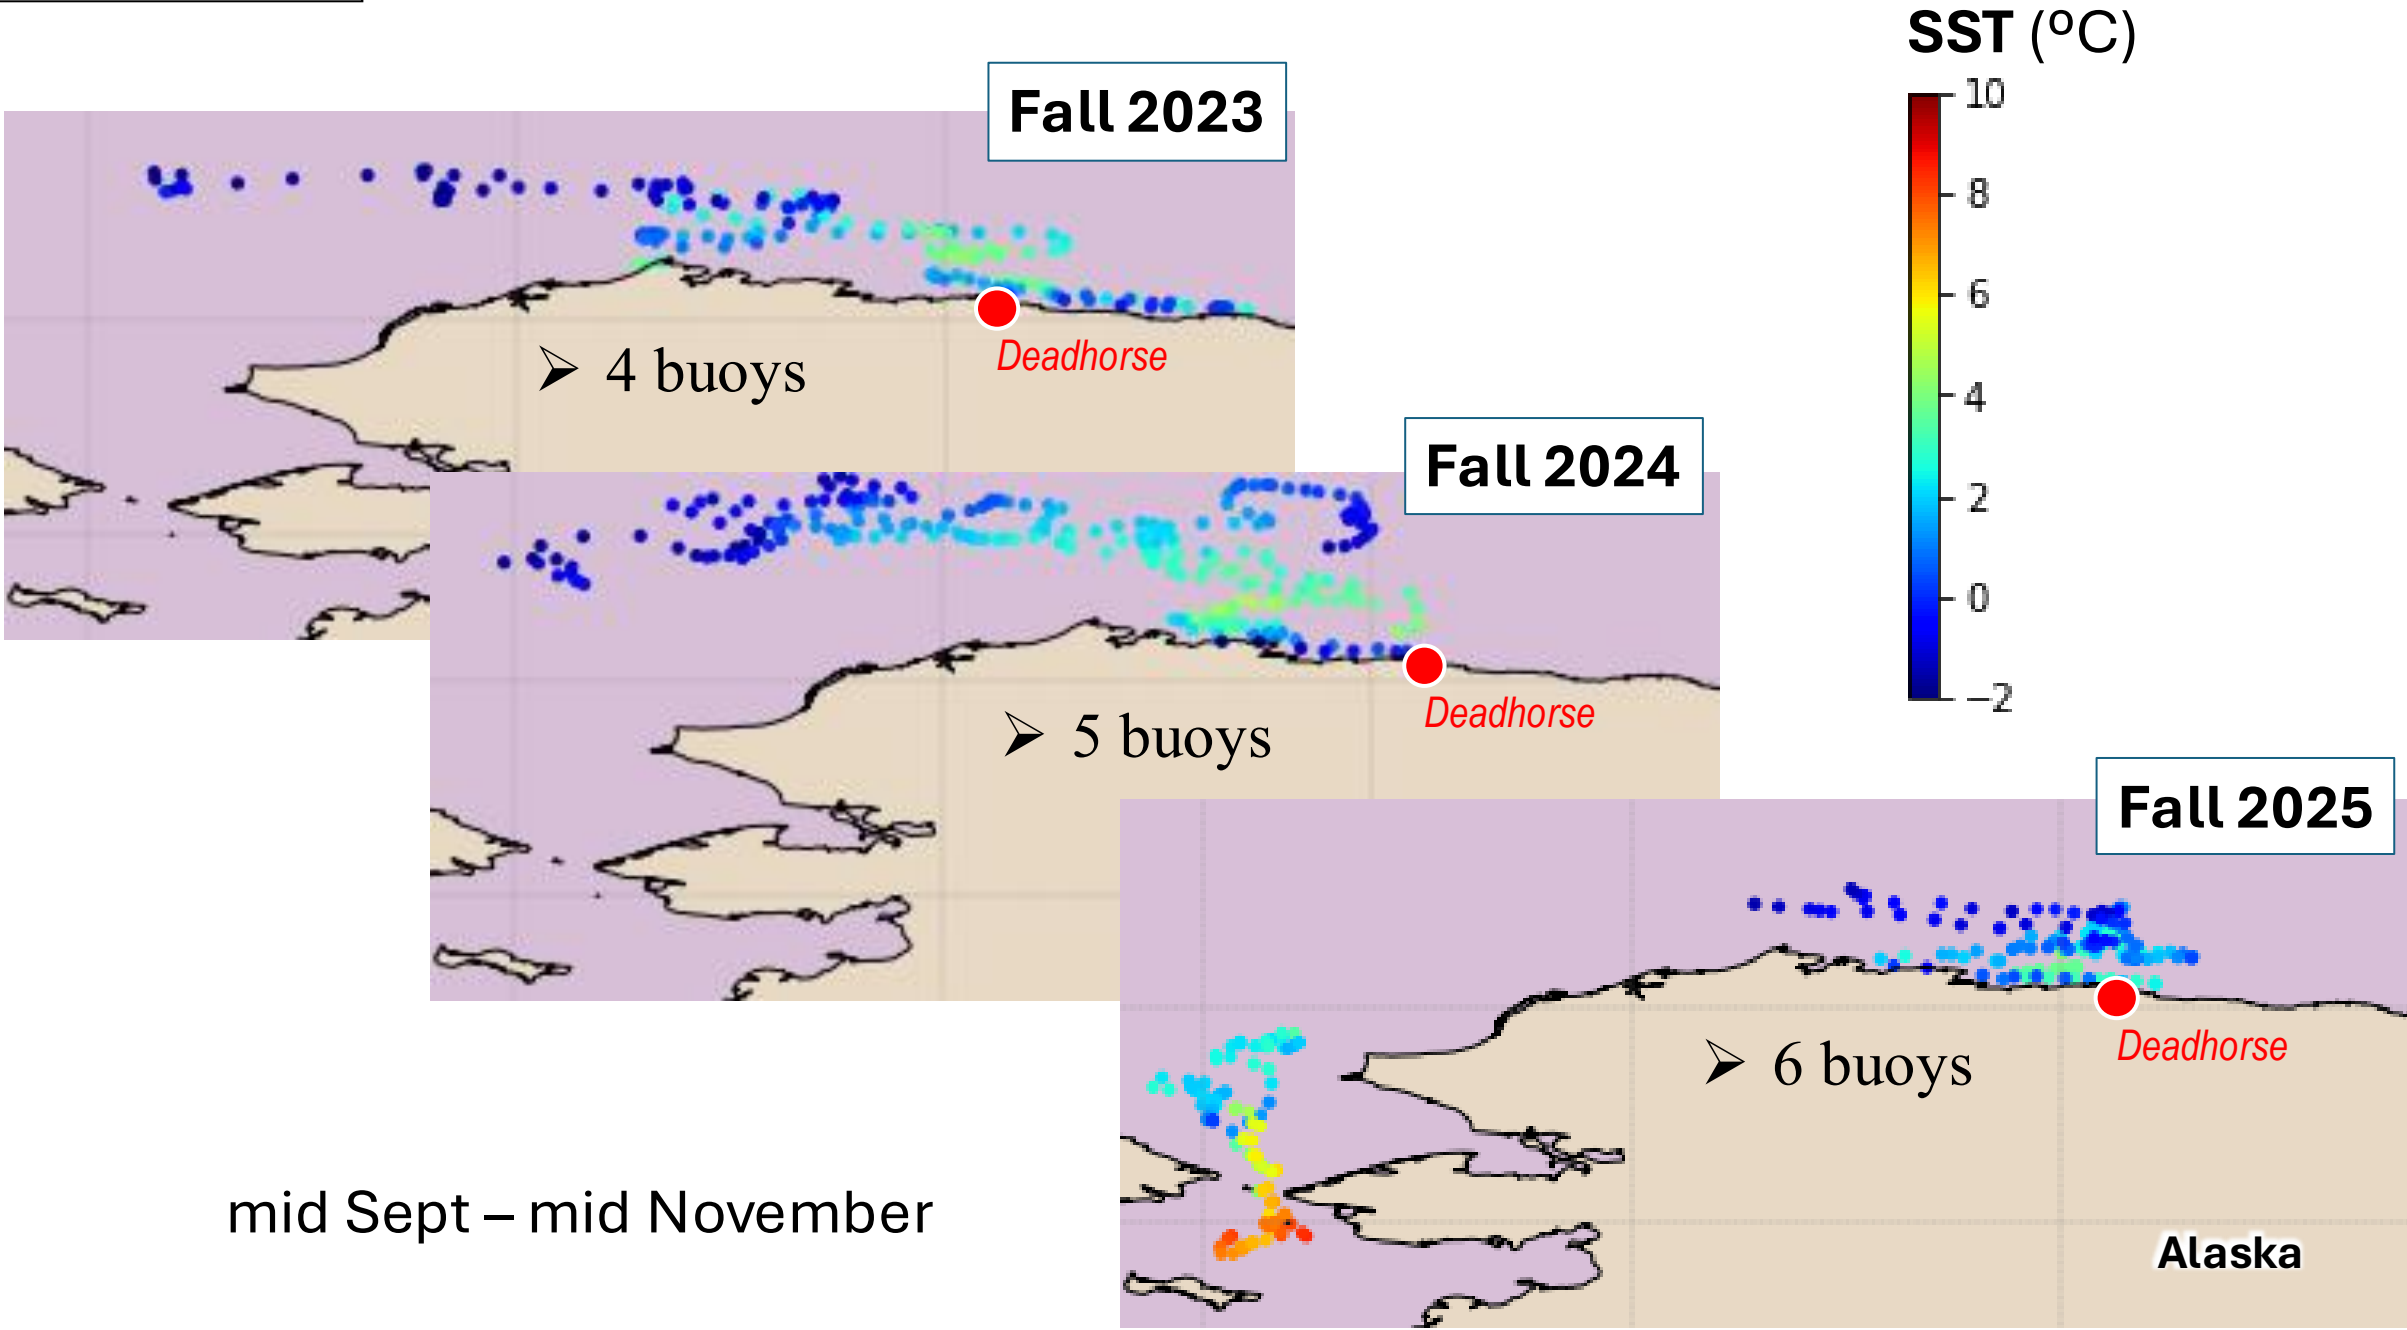 SST (ºC)
10
8
6
4
2
0
−2
Fall 2023
Deadhorse
➢ 4 buoys
Fall 2024
Deadhorse
➢ 5 buoys
Fall 2025
Deadhorse
➢ 6 buoys
Alaska
mid Sept – mid November